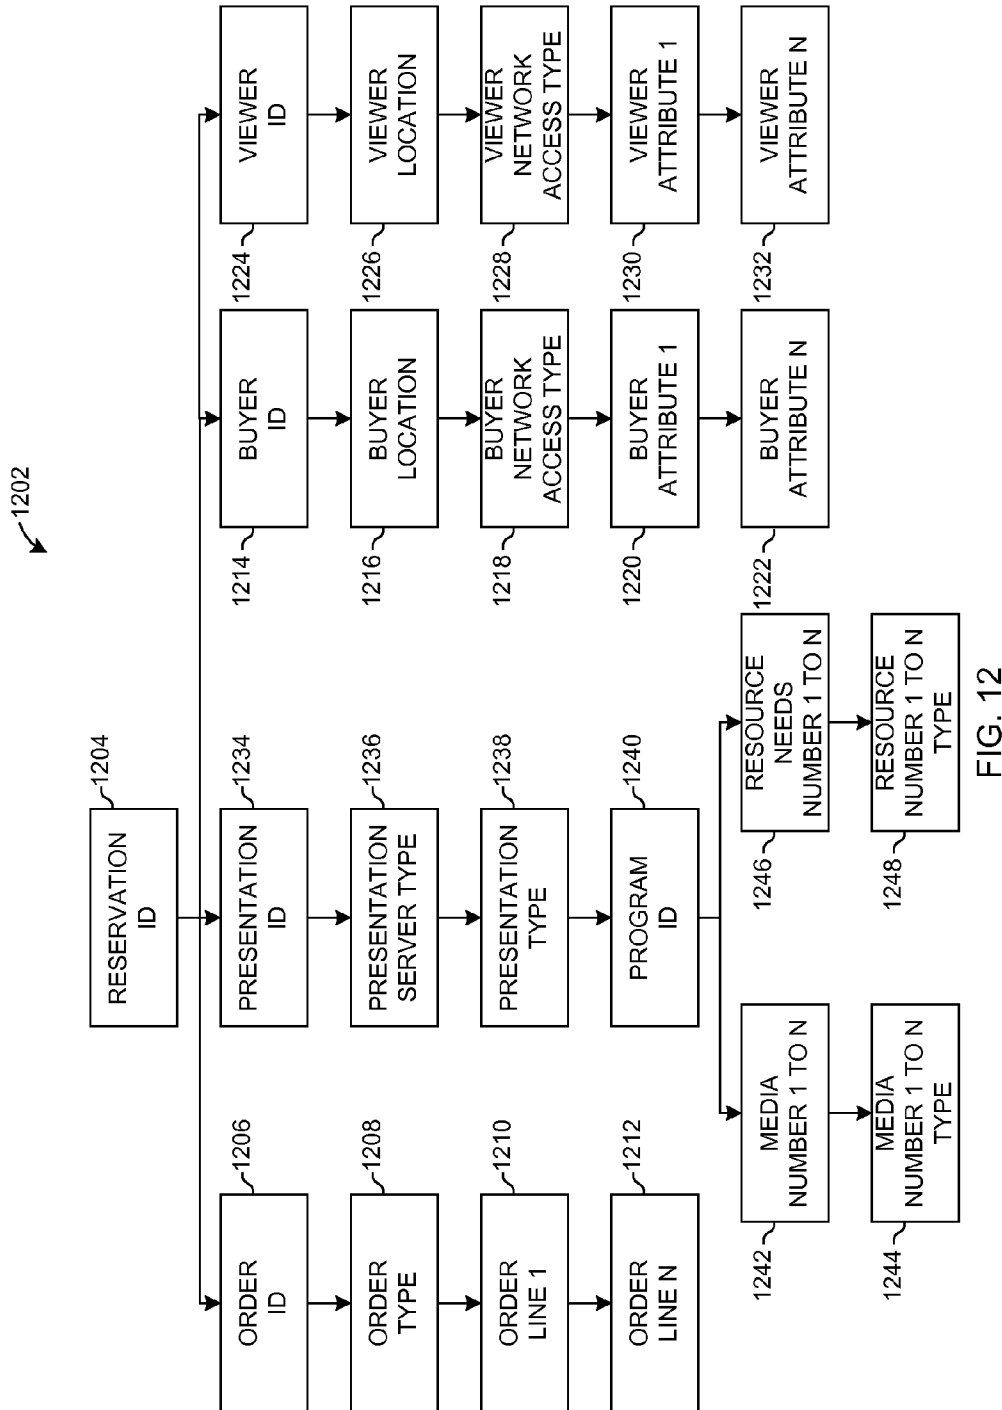 1202
RESERVATION
ID
1204
ORDER
ID
1206
PRESENTATION
ID
1234
1214
BUYER
ID
1224
VIEWER
ID
ORDER
TYPE
1208
PRESENTATION
SERVER TYPE
1236
1216
BUYER
LOCATION
1226
VIEWER
LOCATION
ORDER
LINE 1
1210
PRESENTATION
TYPE
1238
1218
BUYER
NETWORK
ACCESS TYPE
1228
VIEWER
NETWORK
ACCESS TYPE
ORDER
LINE N
1212
PROGRAM
ID
1240
1220
BUYER
ATTRIBUTE 1
1230
VIEWER
ATTRIBUTE 1
1242
MEDIA
NUMBER 1 TO N
1246
RESOURCE
NEEDS
NUMBER 1 TO N
1222
BUYER
ATTRIBUTE N
1232
VIEWER
ATTRIBUTE N
1244
MEDIA
NUMBER 1 TO N
TYPE
1248
RESOURCE
NUMBER 1 TO N
TYPE
FIG. 12